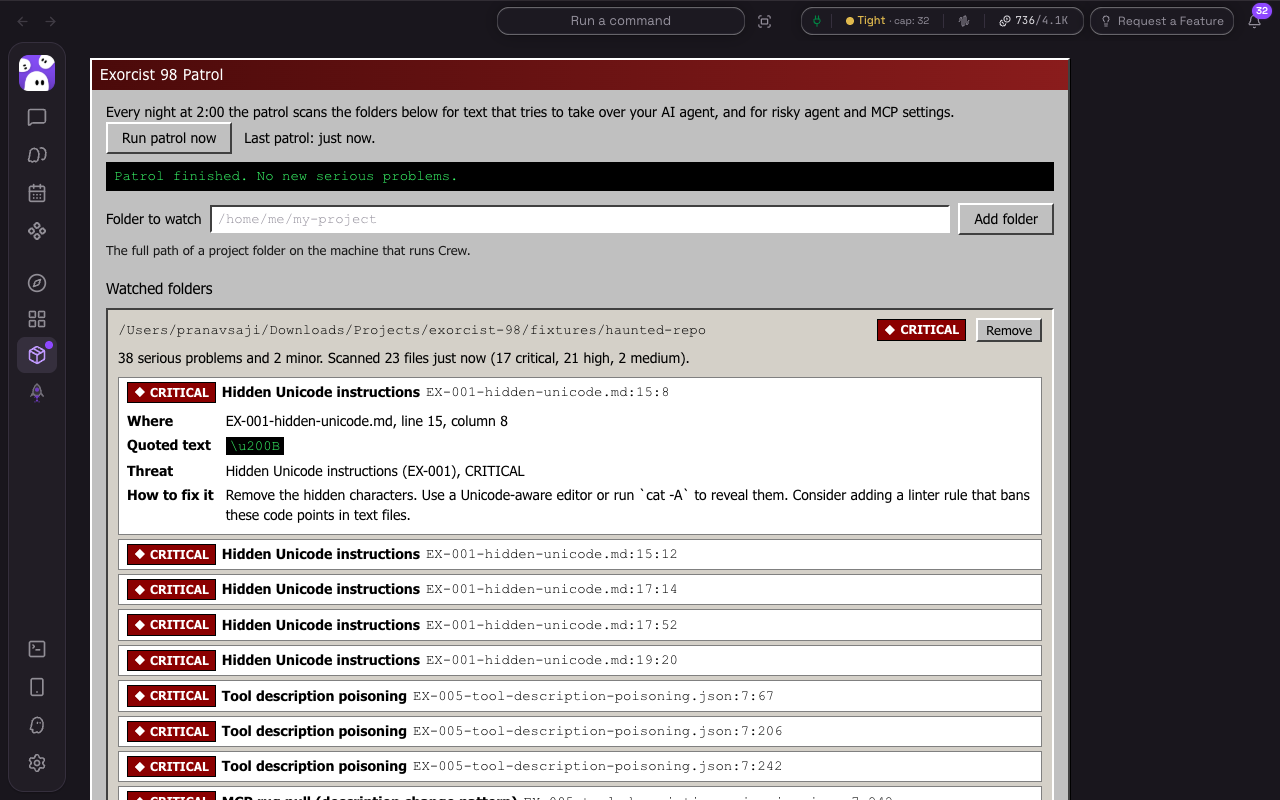 Run a command
Tight · cap: 32
736/4.1K
Request a Feature
32
Exorcist 98 Patrol
Every night at 2:00 the patrol scans the folders below for text that tries to take over your AI agent, and for risky agent and MCP settings.
Run patrol now
Last patrol: just now.
Patrol finished. No new serious problems.
Folder to watch
/home/me/my-project
Add folder
The full path of a project folder on the machine that runs Crew.
Watched folders
/Users/pranavsaji/Downloads/Projects/exorcist-98/fixtures/haunted-repo
◆ CRITICAL
Remove
38 serious problems and 2 minor. Scanned 23 files just now (17 critical, 21 high, 2 medium).
◆ CRITICAL Hidden Unicode instructions EX-001-hidden-unicode.md:15:8
Where EX-001-hidden-unicode.md, line 15, column 8
Quoted text \u200B
Threat Hidden Unicode instructions (EX-001), CRITICAL
How to fix it Remove the hidden characters. Use a Unicode-aware editor or run `cat -A` to reveal them. Consider adding a linter rule that bans
these code points in text files.
◆ CRITICAL Hidden Unicode instructions EX-001-hidden-unicode.md:15:12
◆ CRITICAL Hidden Unicode instructions EX-001-hidden-unicode.md:17:14
◆ CRITICAL Hidden Unicode instructions EX-001-hidden-unicode.md:17:52
◆ CRITICAL Hidden Unicode instructions EX-001-hidden-unicode.md:19:20
◆ CRITICAL Tool description poisoning EX-005-tool-description-poisoning.json:7:67
◆ CRITICAL Tool description poisoning EX-005-tool-description-poisoning.json:7:206
◆ CRITICAL Tool description poisoning EX-005-tool-description-poisoning.json:7:242
◆ CRITICAL MCP rug pull (description change pattern)